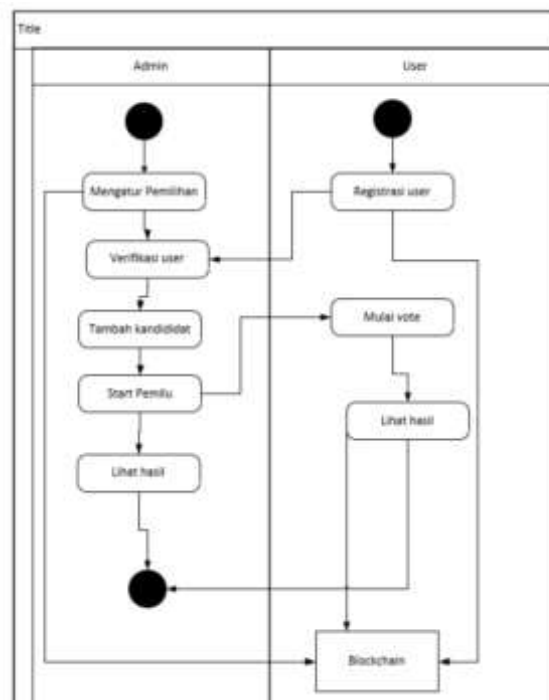 Title
Admin
User
Mengatur Pemilihan
Registrasi user
Verifikasi user
Tambah kandididat
Mulai vote
Start Pemilu
Lihat hasil
Lihat hasil
Blockchain